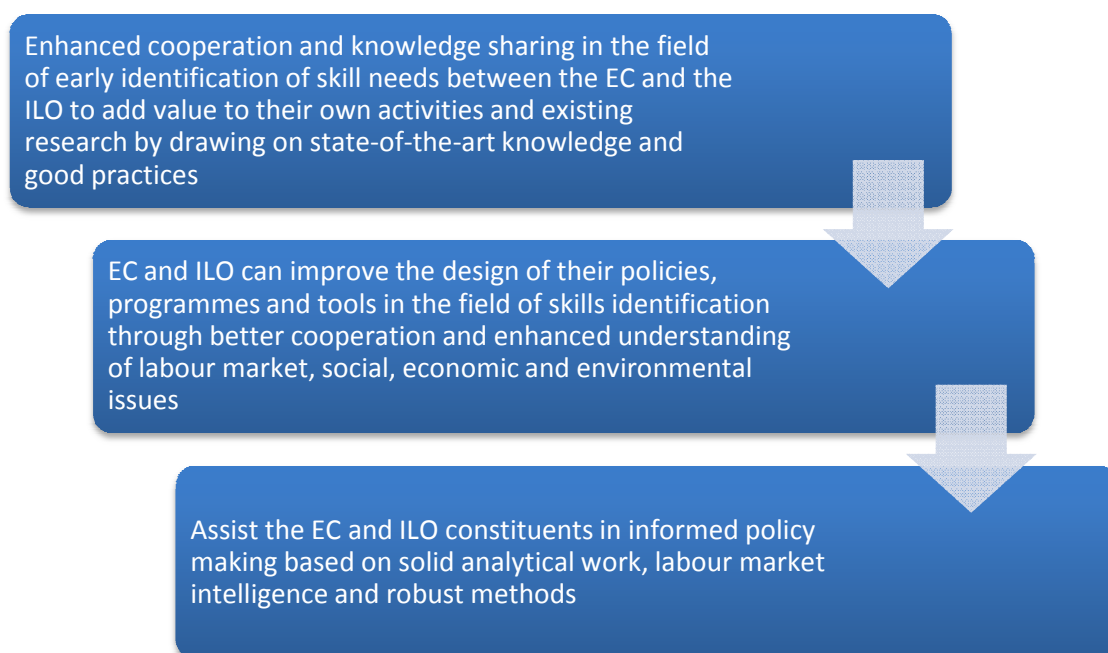 Enhanced cooperation and knowledge sharing in the field
of early identification of skill needs between the EC and the
ILO to add value to their own activities and existing
research by drawing on state-of-the-art knowledge and
good practices
EC and ILO can improve the design of their policies,
programmes and tools in the field of skills identification
through better cooperation and enhanced understanding
of labour market, social, economic and environmental
issues
Assist the EC and ILO constituents in informed policy
making based on solid analytical work, labour market
intelligence and robust methods